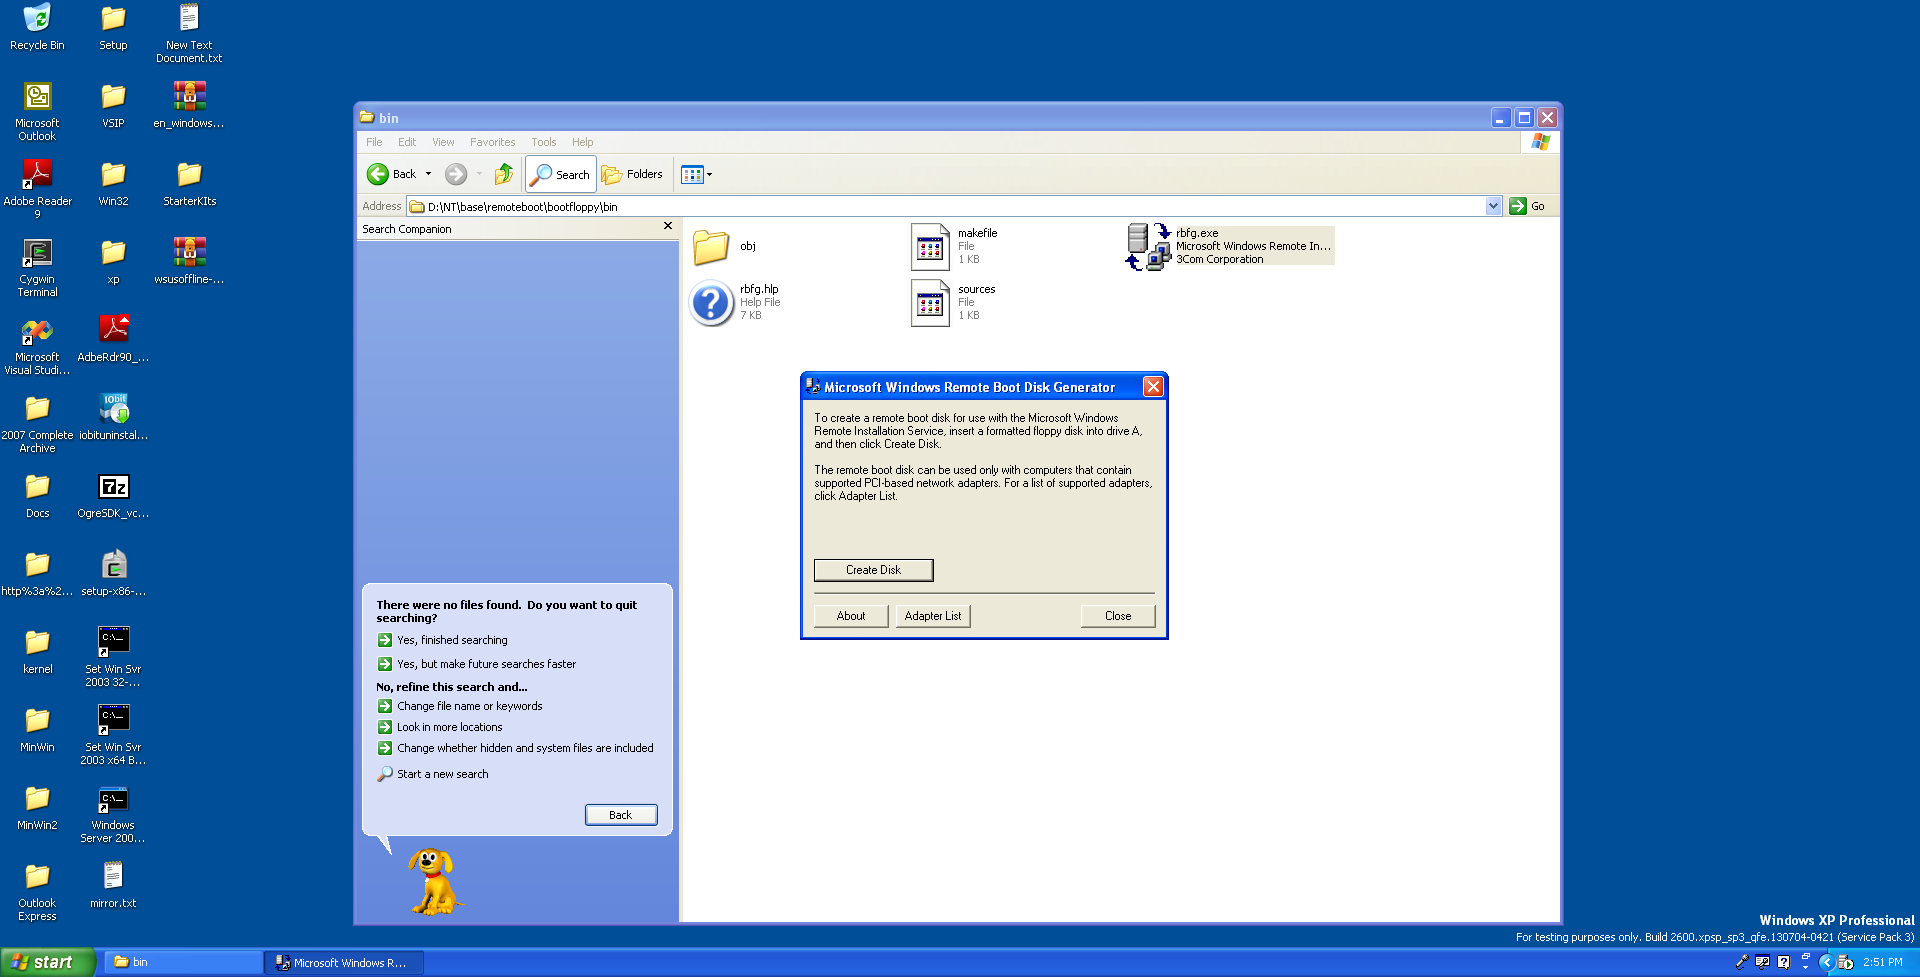 Recycle Bin
Setup
New Text
Document.txt
Microsoft
Outlook
VSIP
en_windows...
Adobe Reader
9
Win32
StarterKIts
Cygwin
Terminal
xp
wsusoffline-...
Microsoft
Visual Studi...
AdbeRdr90_...
2007 Complete
Archive
IObit
iobituninstal...
Docs
7z
OgreSDK_vc...
http%3a%2...
setup-x86-...
kernel
C:\_
Set Win Svr
2003 32-...
MinWin
C:\_
Set Win Svr
2003 x64 B...
MinWin2
C:\_
Windows
Server 200...
Outlook
Express
mirror.txt
bin
File Edit View Favorites Tools Help
Back Search Folders
Address D:\NT\base\remoteboot\bootfloppy\bin Go
Search Companion
There were no files found. Do you want to quit
searching?
Yes, finished searching
Yes, but make future searches faster
No, refine this search and...
Change file name or keywords
Look in more locations
Change whether hidden and system files are included
Start a new search
Back
obj
makefile
File
1 KB
rbfg.exe
Microsoft Windows Remote In...
3Com Corporation
rbfg.hlp
Help File
7 KB
sources
File
1 KB
Microsoft Windows Remote Boot Disk Generator
To create a remote boot disk for use with the Microsoft Windows
Remote Installation Service, insert a formatted floppy disk into drive A,
and then click Create Disk.
The remote boot disk can be used only with computers that contain
supported PCI-based network adapters. For a list of supported adapters,
click Adapter List.
Create Disk
About Adapter List Close
Windows XP Professional
For testing purposes only. Build 2600.xpsp_sp3_qfe.130704-0421 (Service Pack 3)
start bin Microsoft Windows R... 2:51 PM